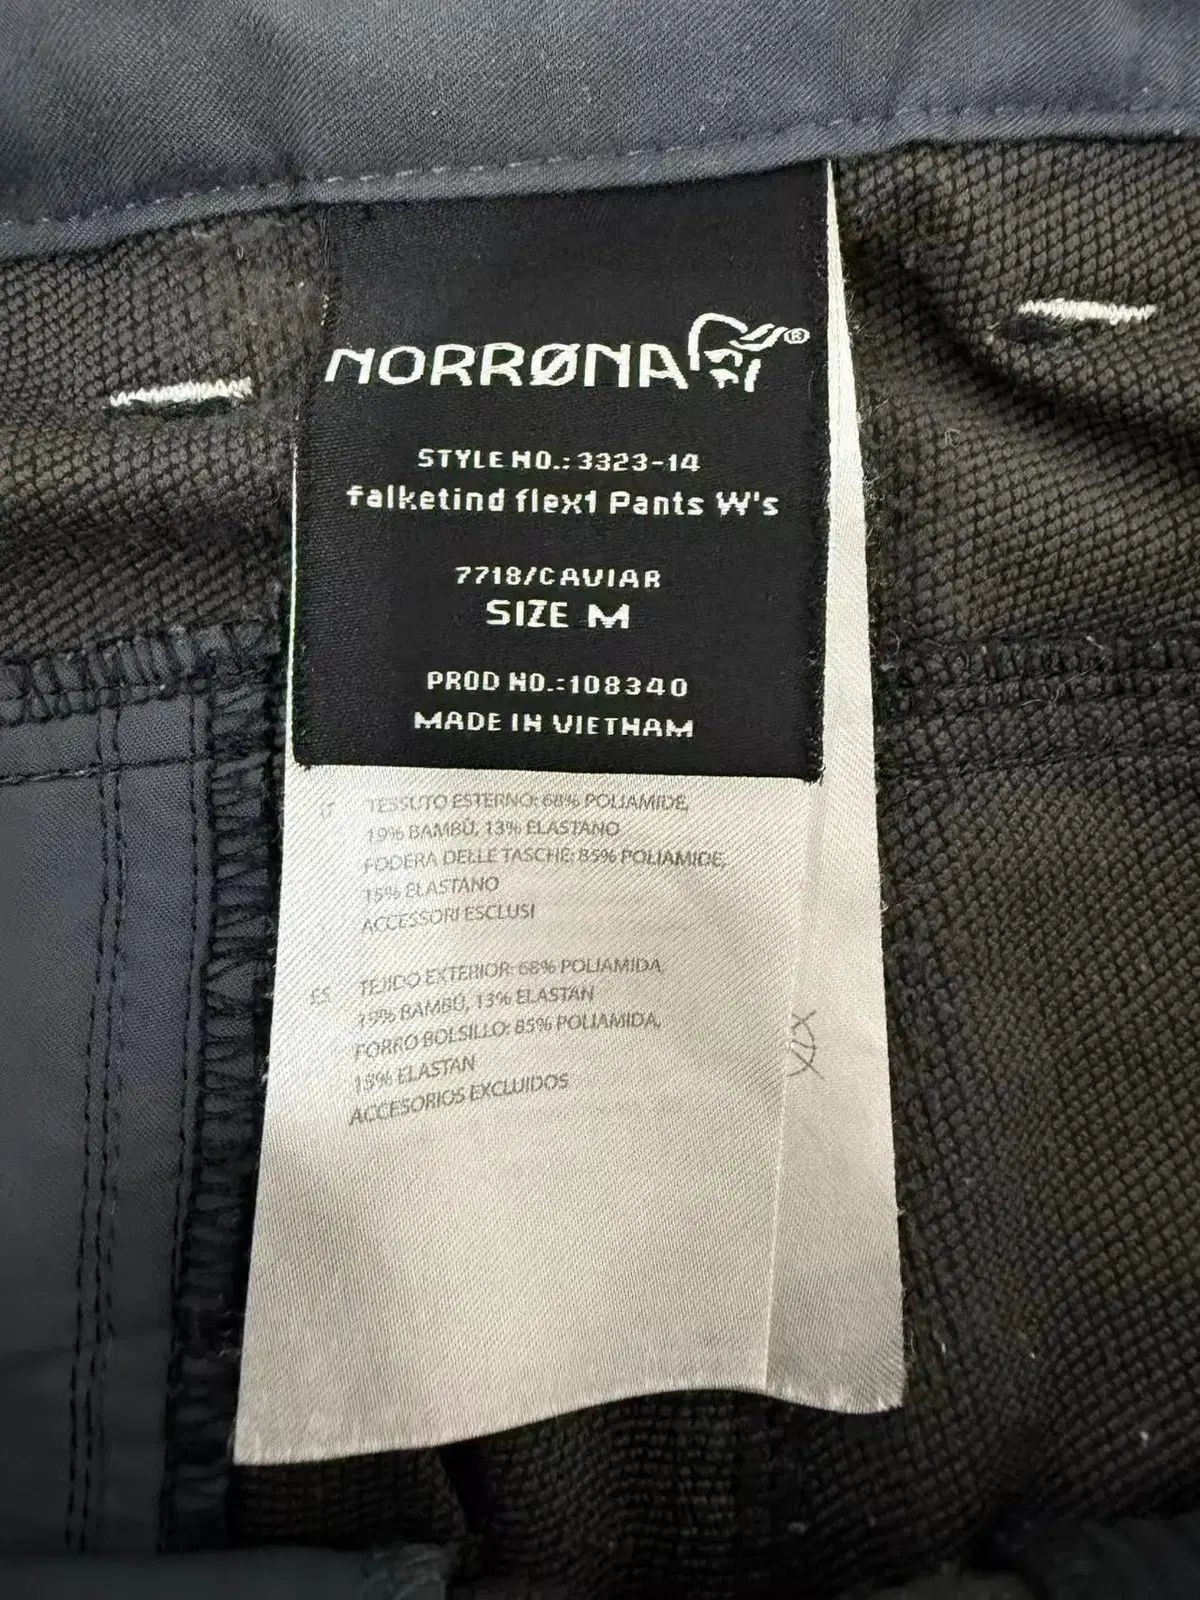 NORRØNA®
STYLE NO.: 3323-14
falketind flex1 Pants W's
7718/CAVIAR
SIZE M
PROD NO.: 108340
MADE IN VIETNAM
IT TESSUTO ESTERNO: 68% POLIAMIDE,
19% BAMBÙ, 13% ELASTANO
FODERA DELLE TASCHE: 85% POLIAMIDE,
15% ELASTANO
ACCESSORI ESCLUSI
ES TEJIDO EXTERIOR: 68% POLIAMIDA,
19% BAMBÚ, 13% ELASTAN
FORRO BOLSILLO: 85% POLIAMIDA,
15% ELASTAN
ACCESORIOS EXCLUIDOS